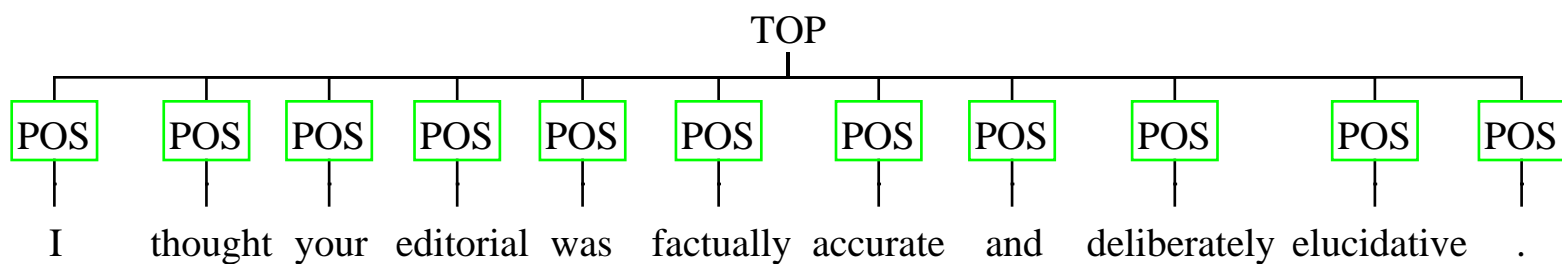 TOP
POS POS POS POS POS POS POS POS POS POS POS
I thought your editorial was factually accurate and deliberately elucidative .